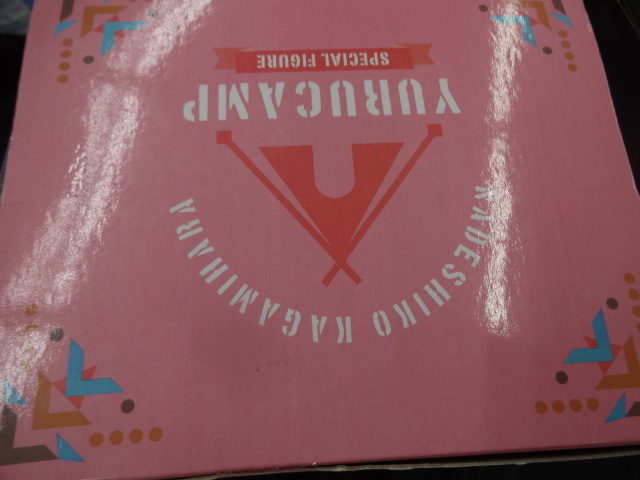 NADESHIKO KAGAMIHARA
YURUCAMP
SPECIAL FIGURE